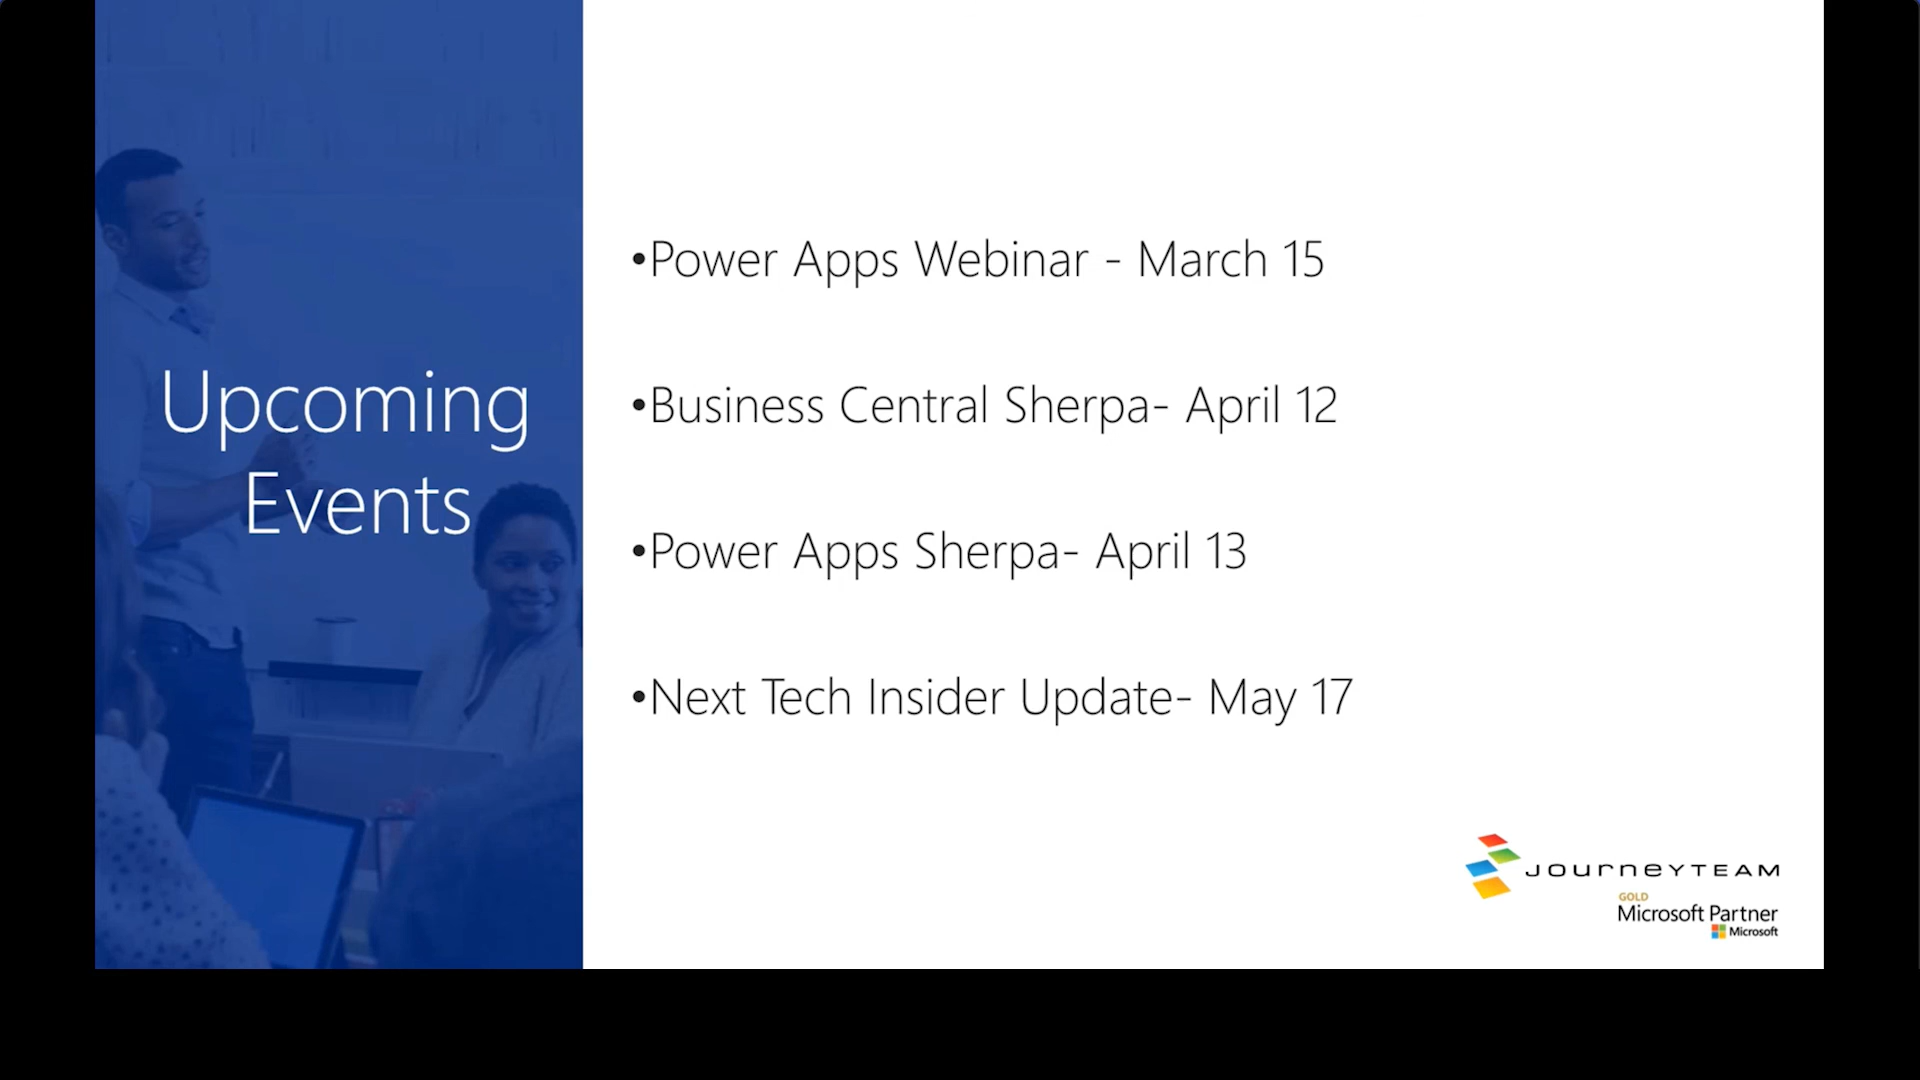 Upcoming
Events
•Power Apps Webinar - March 15
•Business Central Sherpa- April 12
•Power Apps Sherpa- April 13
•Next Tech Insider Update- May 17
JOURNEYTEAM
GOLD
Microsoft Partner
Microsoft